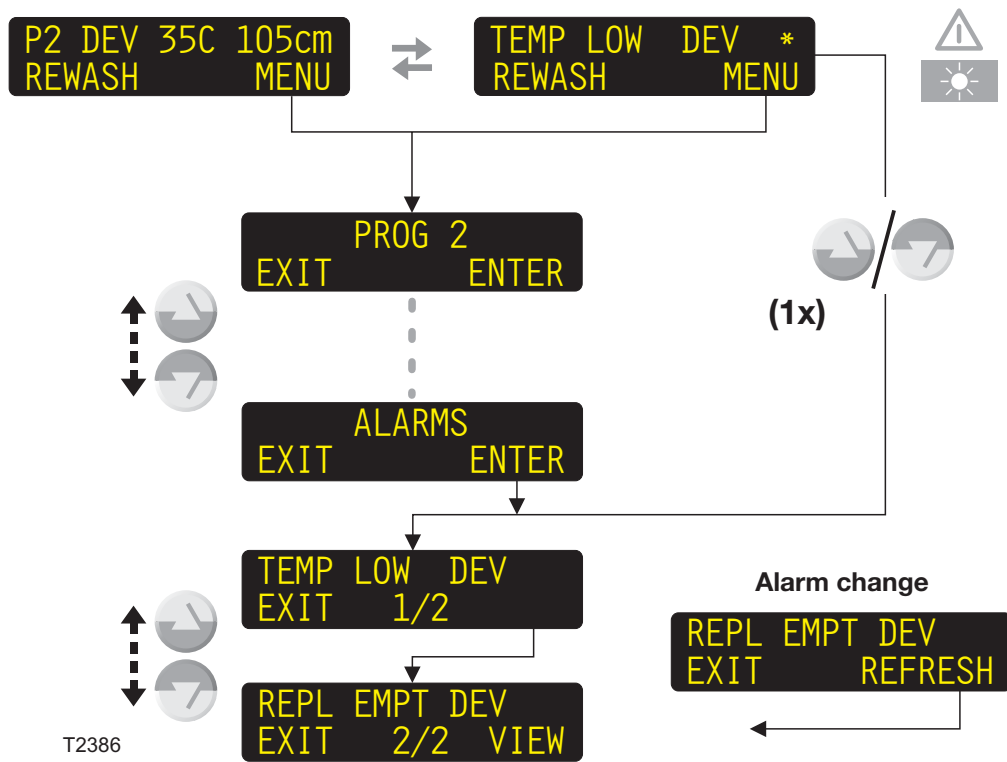 P2 DEV 35C 105cm
REWASH MENU
TEMP LOW DEV *
REWASH MENU
PROG 2
EXIT ENTER
(1x)
ALARMS
EXIT ENTER
TEMP LOW DEV
EXIT 1/2
Alarm change
REPL EMPT DEV
EXIT REFRESH
REPL EMPT DEV
EXIT 2/2 VIEW
T2386